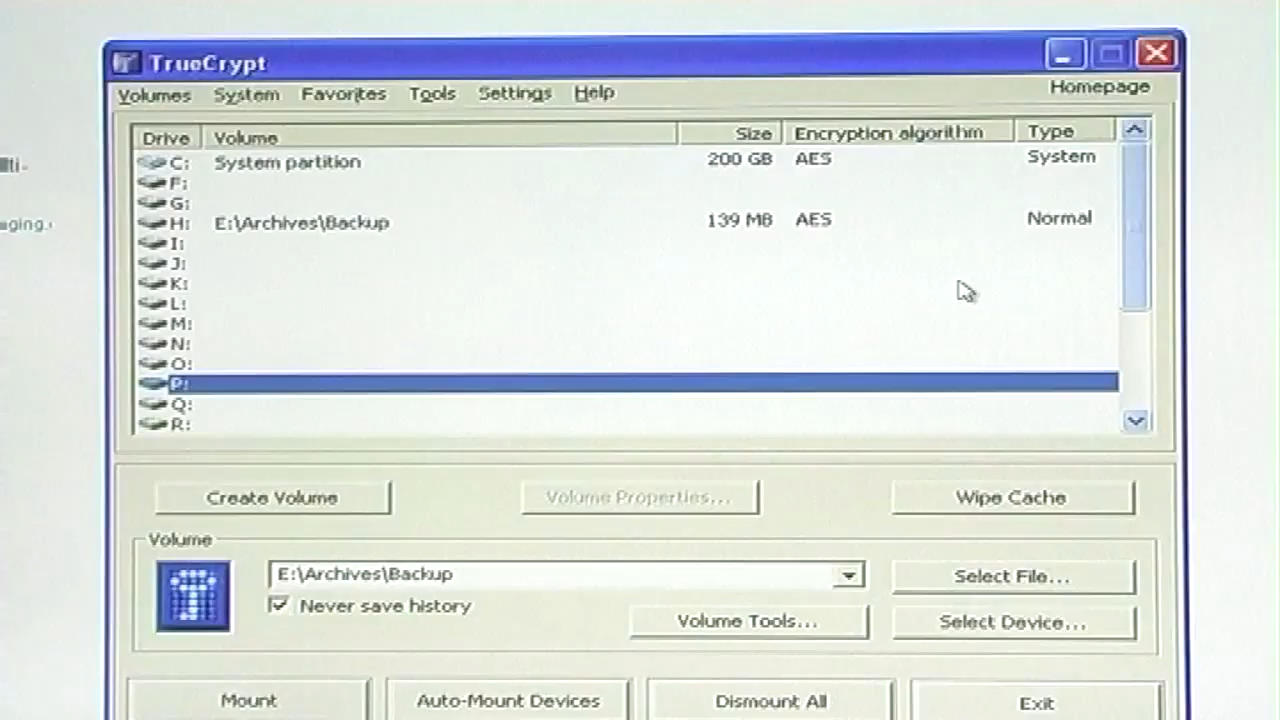 TrueCrypt
Volumes System Favorites Tools Settings Help Homepage
Drive Volume Size Encryption algorithm Type
C: System partition 200 GB AES System
F:
G:
H: E:\Archives\Backup 139 MB AES Normal
I:
J:
K:
L:
M:
N:
O:
P:
Q:
R:
Create Volume Volume Properties... Wipe Cache
Volume
E:\Archives\Backup Select File...
Never save history
Volume Tools... Select Device...
Mount Auto-Mount Devices Dismount All Exit